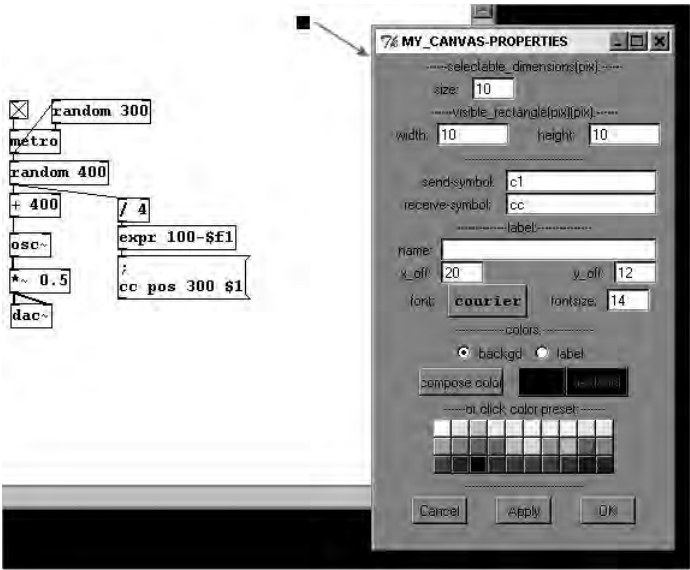 MY_CANVAS-PROPERTIES
-----selectable_dimensions(pix):-----
size: 10
-----visible_rectangle(pix)(pix):-----
width: 10 height: 10
send-symbol: c1
receive-symbol: cc
label:
name:
x_off: 20 y_off: 12
font: courier fontsize: 14
colors:
backgd label
compose color
or click color preset:
Cancel Apply OK
random 300
metro
random 400
+ 400
/ 4
osc~
expr 100-$f1
*~ 0.5
;
cc pos 300 $1
dac~